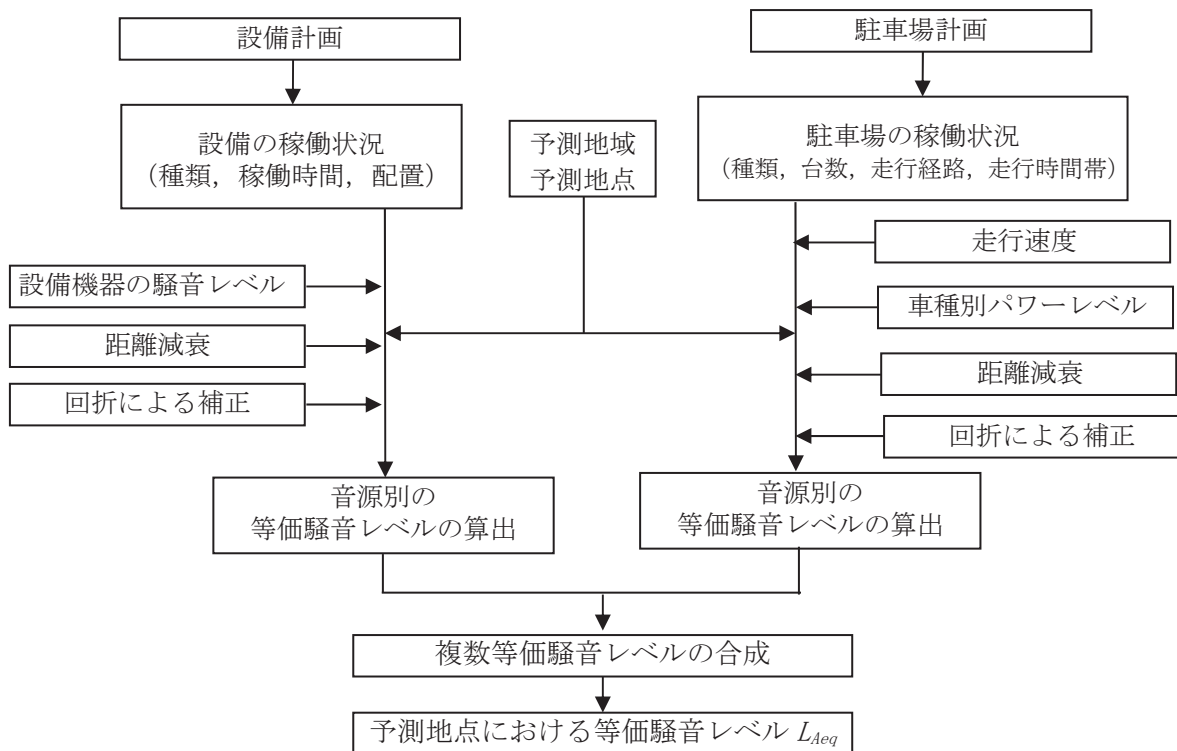 設備計画
駐車場計画
設備の稼働状況
(種類，稼働時間，配置)
予測地域
予測地点
駐車場の稼働状況
(種類，台数，走行経路，走行時間帯)
走行速度
設備機器の騒音レベル
車種別パワーレベル
距離減衰
距離減衰
回折による補正
回折による補正
音源別の
等価騒音レベルの算出
音源別の
等価騒音レベルの算出
複数等価騒音レベルの合成
予測地点における等価騒音レベル LAeq